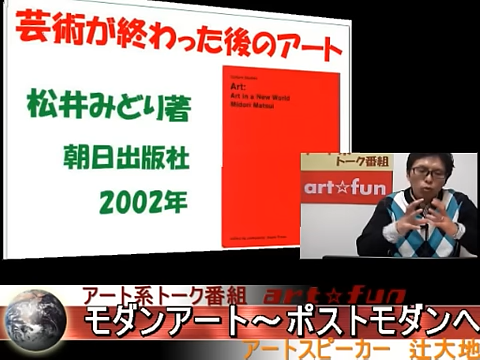 芸術が終わった後のアート
松井みどり著
朝日出版社
2002年
Art:
Art in a New World
Midori Matsui
トーク番組
art☆fun
アート系トーク番組 art☆fun
モダンアート～ポストモダンへ
アートスピーカー 辻大地